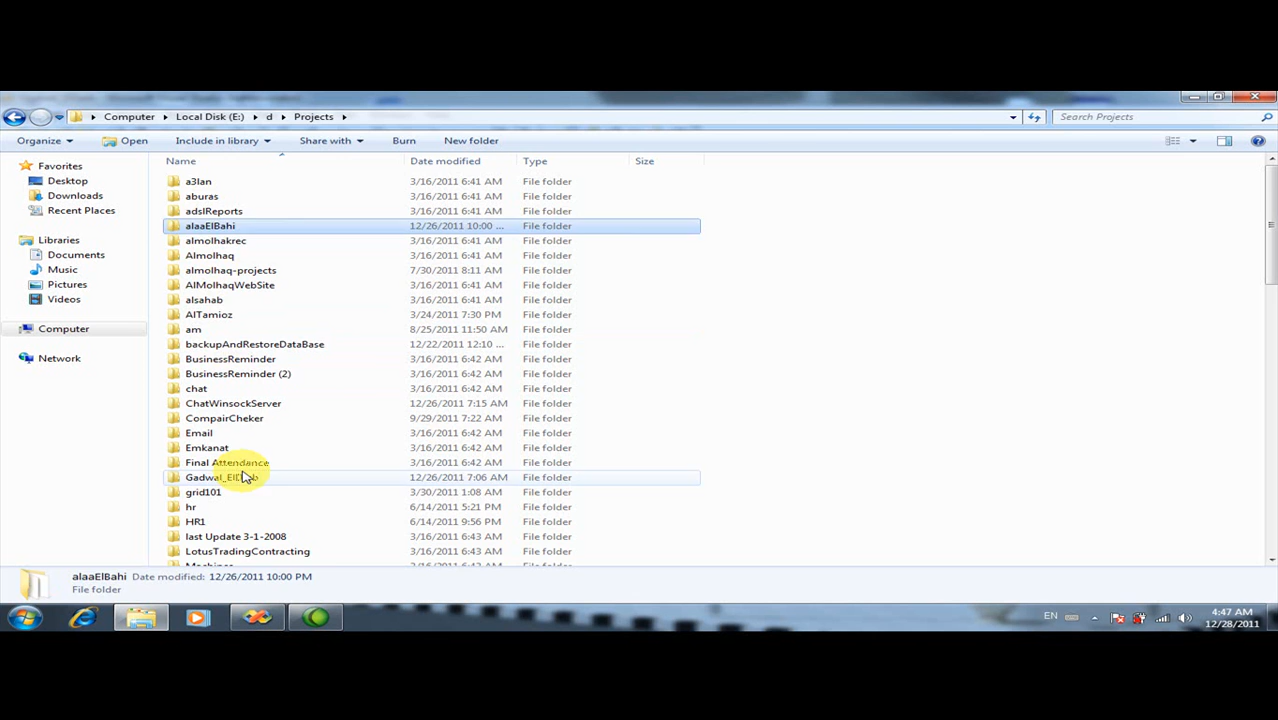 Computer Local Disk (E:) d Projects Search Projects
Organize Open Include in library Share with Burn New folder
Name Date modified Type Size
Favorites
Desktop
Downloads
Recent Places
Libraries
Documents
Music
Pictures
Videos
Computer
Network
a3lan 3/16/2011 6:41 AM File folder
aburas 3/16/2011 6:41 AM File folder
adslReports 3/16/2011 6:41 AM File folder
alaaElBahi 12/26/2011 10:00 ... File folder
almolhakrec 3/16/2011 6:41 AM File folder
Almolhaq 3/16/2011 6:41 AM File folder
almolhaq-projects 7/30/2011 8:11 AM File folder
AlMolhaqWebSite 3/16/2011 6:41 AM File folder
alsahab 3/16/2011 6:41 AM File folder
AlTamioz 3/24/2011 7:30 PM File folder
am 8/25/2011 11:50 AM File folder
backupAndRestoreDataBase 12/22/2011 12:10 ... File folder
BusinessReminder 3/16/2011 6:42 AM File folder
BusinessReminder (2) 3/16/2011 6:42 AM File folder
chat 3/16/2011 6:42 AM File folder
ChatWinsockServer 12/26/2011 7:15 AM File folder
CompairCheker 9/29/2011 7:22 AM File folder
Email 3/16/2011 6:42 AM File folder
Emkanat 3/16/2011 6:42 AM File folder
Final Attendance 3/16/2011 6:42 AM File folder
12/26/2011 7:06 AM File folder
grid101 3/30/2011 1:08 AM File folder
hr 6/14/2011 5:21 PM File folder
HR1 6/14/2011 9:56 PM File folder
last Update 3-1-2008 3/16/2011 6:43 AM File folder
LotusTradingContracting 3/16/2011 6:43 AM File folder
alaaElBahi Date modified: 12/26/2011 10:00 PM
File folder
EN
4:47 AM
12/28/2011